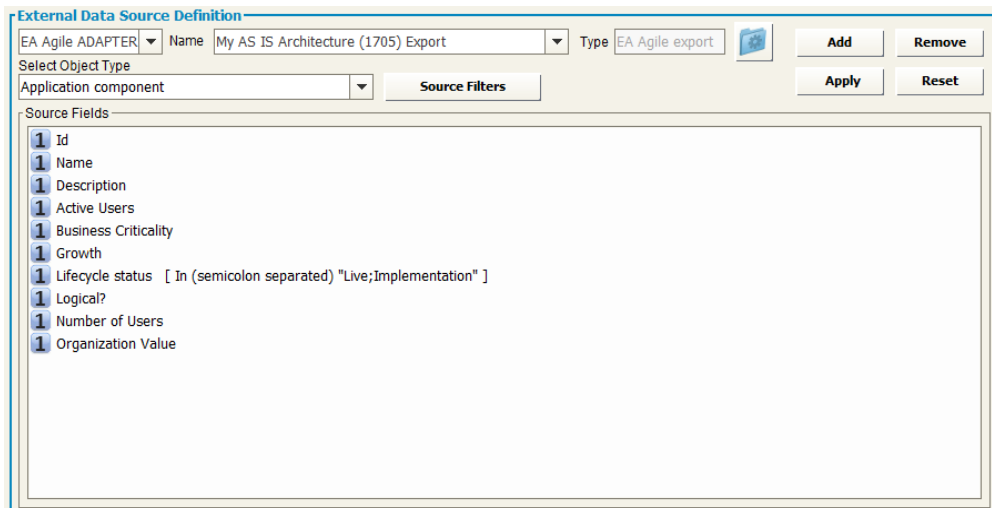 External Data Source Definition
EA Agile ADAPTER Name My AS IS Architecture (1705) Export Type EA Agile export Add Remove
Select Object Type
Application component Source Filters Apply Reset
Source Fields
1 Id
1 Name
1 Description
1 Active Users
1 Business Criticality
1 Growth
1 Lifecycle status [ In (semicolon separated) "Live;Implementation" ]
1 Logical?
1 Number of Users
1 Organization Value